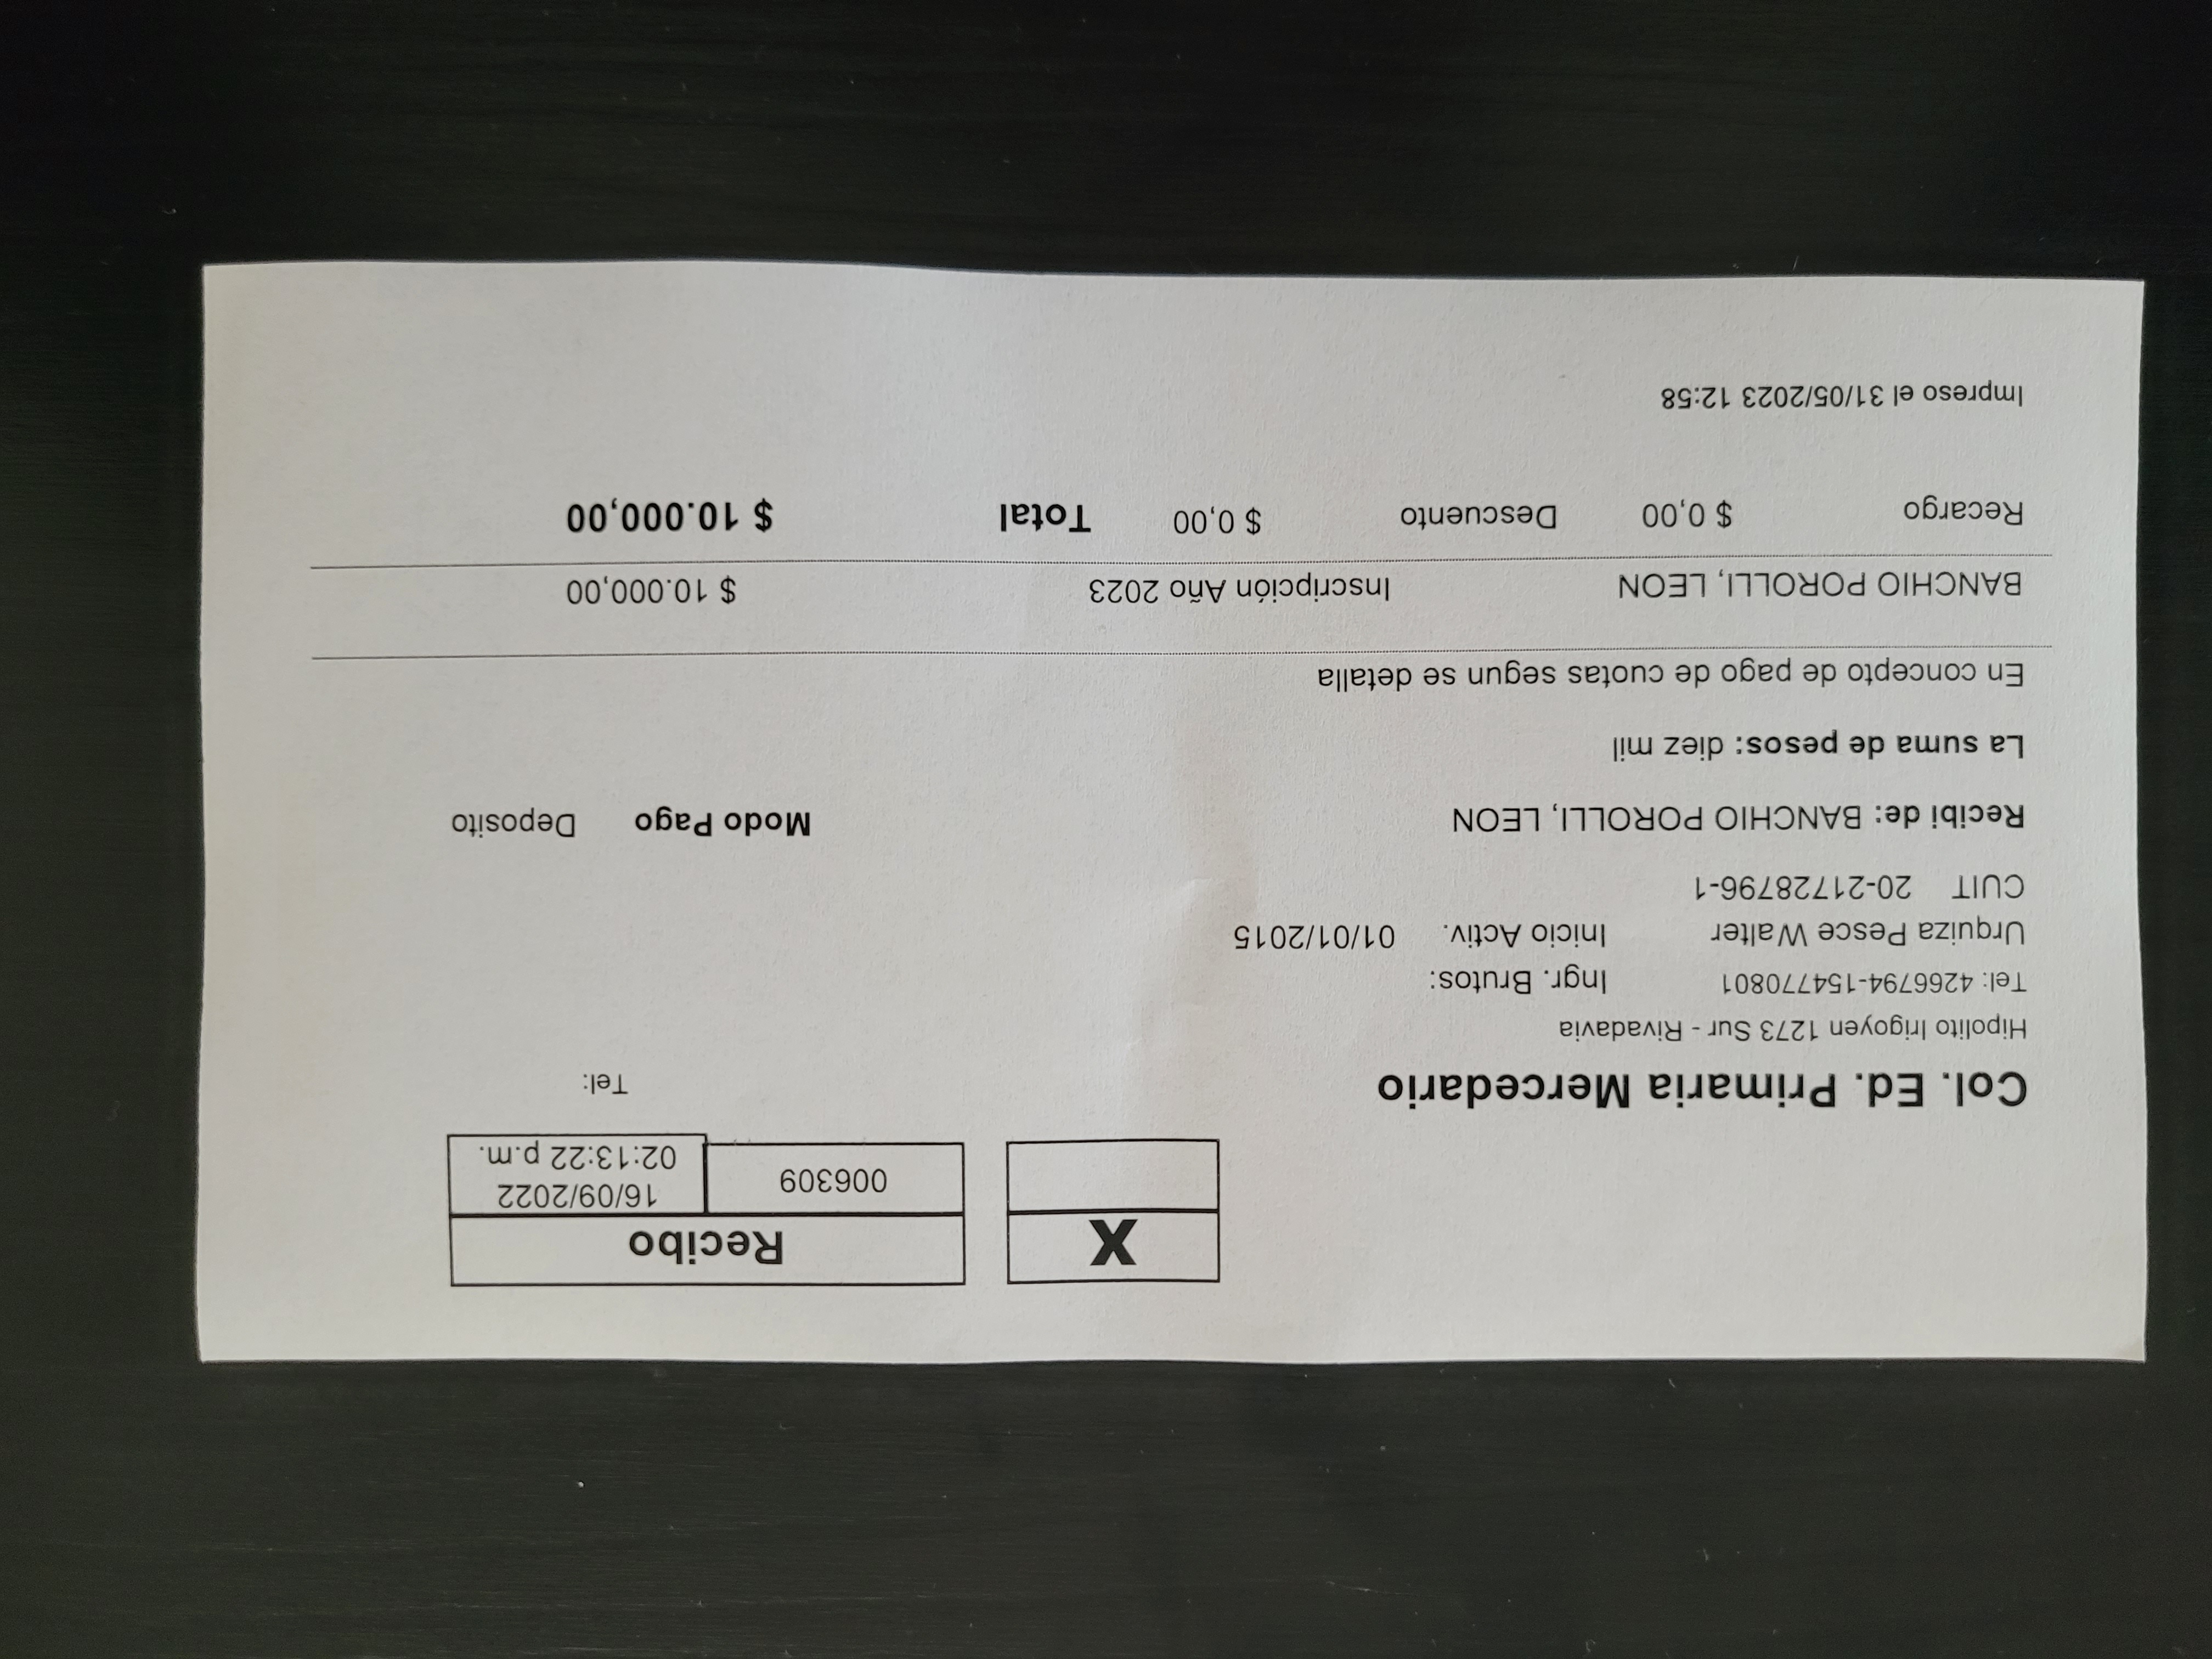 X
Recibo
006309
16/09/2022
02:13:22 p.m.
Col. Ed. Primaria Mercedario
Tel:
Hipolito Irigoyen 1273 Sur - Rivadavia
Tel: 4266794-154770801 Ingr. Brutos:
Urquiza Pesce Walter Inicio Activ. 01/01/2015
CUIT 20-21728796-1
Recibi de: BANCHIO POROLLI, LEON Modo Pago Deposito
La suma de pesos: diez mil
En concepto de pago de cuotas segun se detalla
BANCHIO POROLLI, LEON Inscripción Año 2023 $ 10.000,00
Recargo $ 0,00 Descuento $ 0,00 Total $ 10.000,00
Impreso el 31/05/2023 12:58